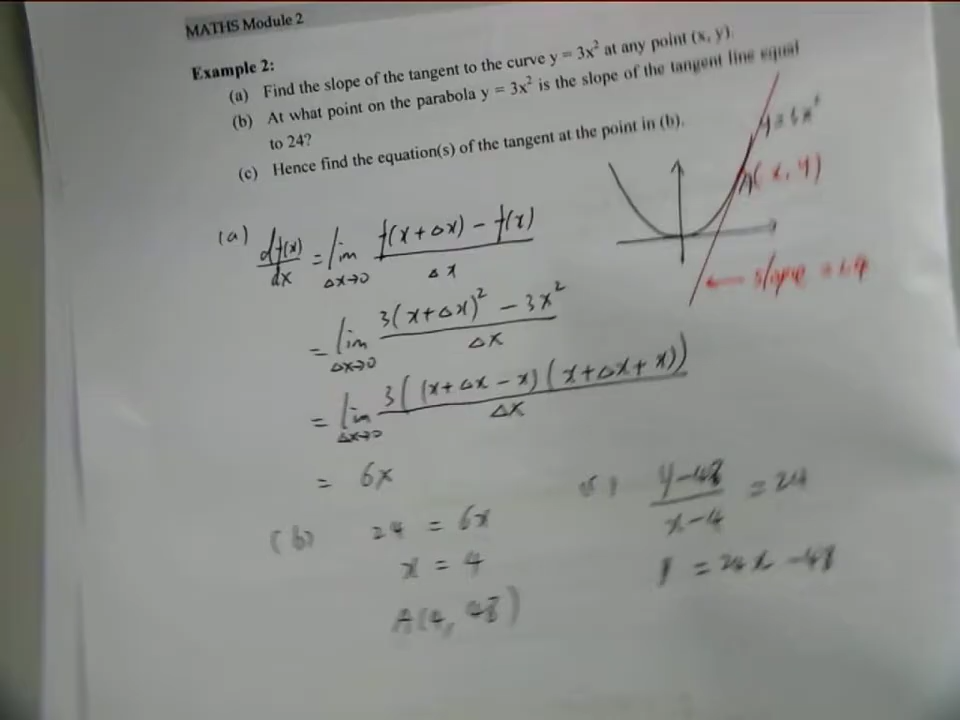 MATHS Module 2
Example 2:
(a) Find the slope of the tangent to the curve y = 3x² at any point (x, y).
(b) At what point on the parabola y = 3x² is the slope of the tangent line equal
to 24?
(c) Hence find the equation(s) of the tangent at the point in (b).
A(x, y)
← slope =
(a) df(x)/dx = lim Δx→0 (f(x+Δx) - f(x))/Δx
= lim Δx→0 (3(x+Δx)² - 3x²)/Δx
= lim Δx→0 3((x+Δx-x)(x+Δx+x))/Δx
= 6x
(b) 24 = 6x
x = 4
A(4, 48)
(y-48)/(x-4) = 24
y = 24x - 48